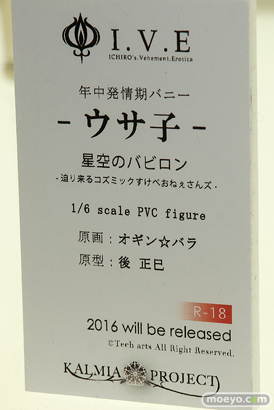 I.V.E
ICHIRO's. Vehement. Erotica
年中発情期バニー
- ウサ子 -
星空のバビロン
- 迫り来るコズミックすけべおねぇさんズ -
1/6 scale PVC figure
原画：オギン☆バラ
原型：後 正巳
R-18
2016 will be released
©Tech arts All Right Reserved.
KALMIA PROJECT
moeyo.com